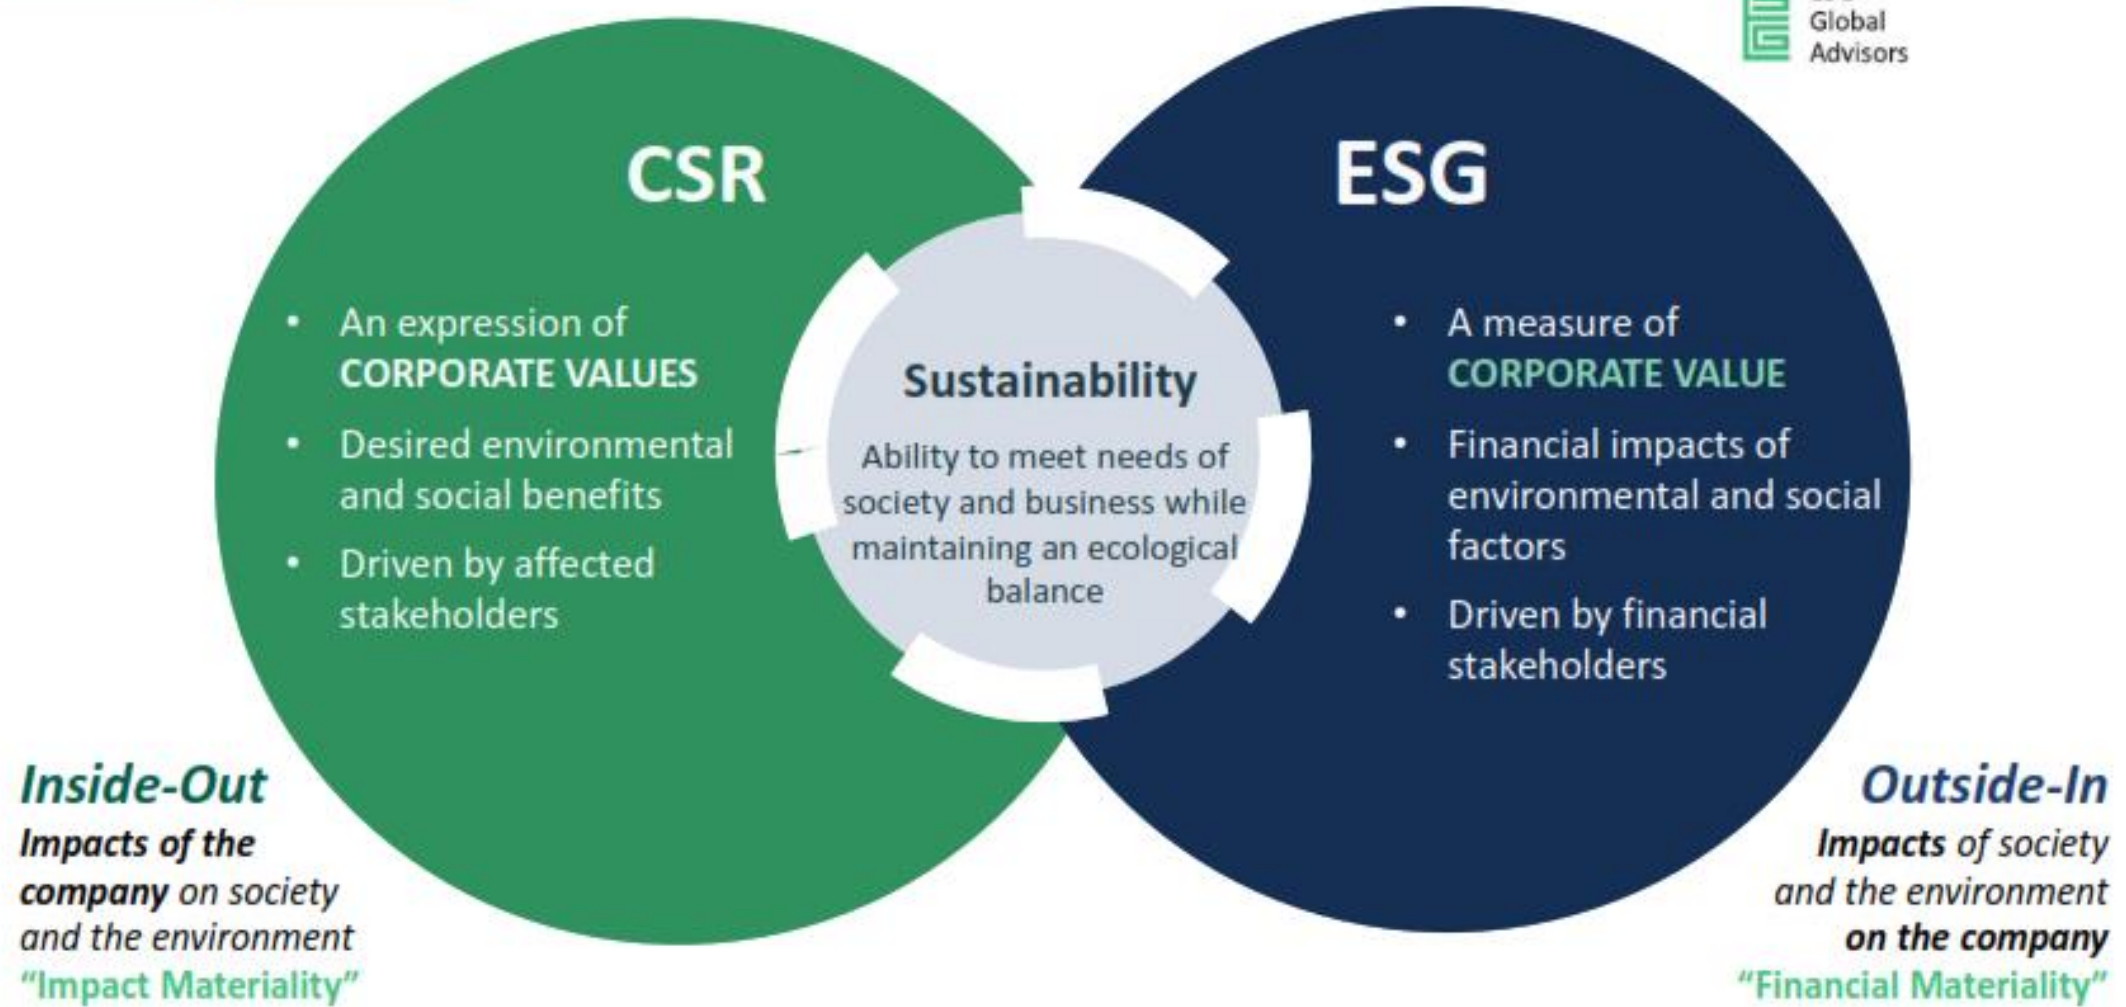 Global
Advisors
CSR
• An expression of
CORPORATE VALUES
• Desired environmental
and social benefits
• Driven by affected
stakeholders
Sustainability
Ability to meet needs of
society and business while
maintaining an ecological
balance
ESG
• A measure of
CORPORATE VALUE
• Financial impacts of
environmental and social
factors
• Driven by financial
stakeholders
Inside-Out
Impacts of the
company on society
and the environment
“Impact Materiality”
Outside-In
Impacts of society
and the environment
on the company
“Financial Materiality”